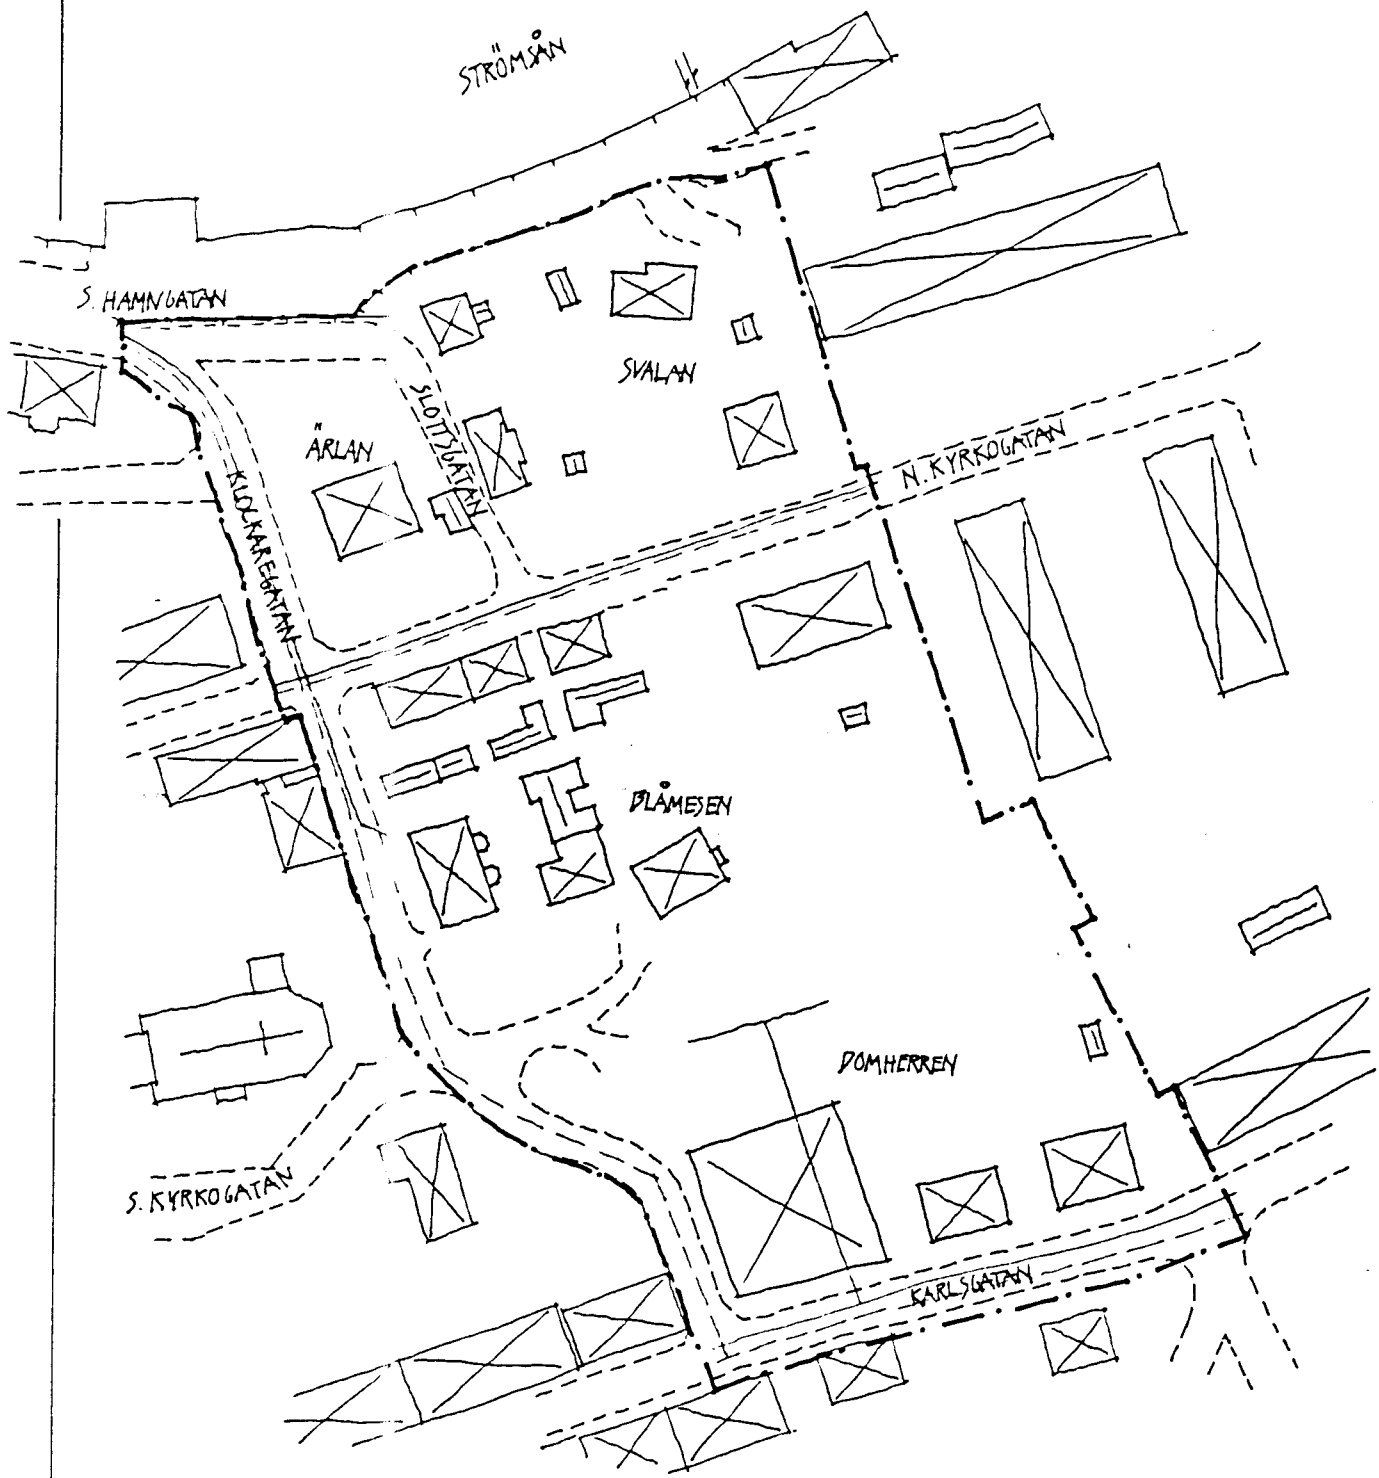 STRÖMSÅN
S. HAMNGATAN
SVALAN
SLOTTSGATAN
ÄRLAN
N. KYRKOGATAN
KLOCKAREGATAN
BLÅMESEN
DOMHERREN
S. KYRKOGATAN
KARLSGATAN